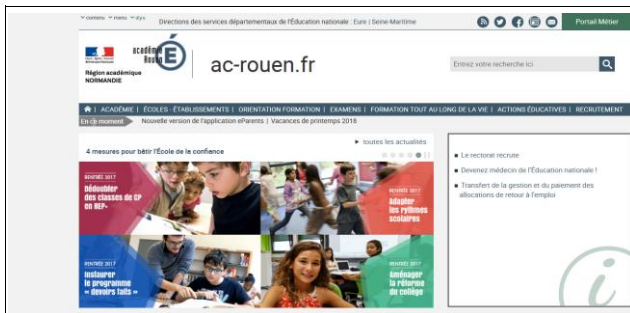 contenu menu
Directions des services départementaux de l'Éducation nationale : Eure | Seine-Maritime
Portail Métier
académie
Rouen
É
Région académique
NORMANDIE
ac-rouen.fr
Entrez votre recherche ici
ACADÉMIE | ÉCOLES - ÉTABLISSEMENTS | ORIENTATION FORMATION | EXAMENS | FORMATION TOUT AU LONG DE LA VIE | ACTIONS ÉDUCATIVES | RECRUTEMENT
En ce moment Nouvelle version de l'application eParents | Vacances de printemps 2018
toutes les actualités
4 mesures pour bâtir l'École de la confiance
RENTRÉE 2017
Dédoubler
des classes de CP
en REP+
RENTRÉE 2017
Adapter
les rythmes
scolaires
RENTRÉE 2017
Instaurer
le programme
« devoirs faits »
RENTRÉE 2017
Aménager
la réforme
du collège
Le rectorat recrute
Devenez médecin de l'Éducation nationale !
Transfert de la gestion et du paiement des
allocations de retour à l'emploi